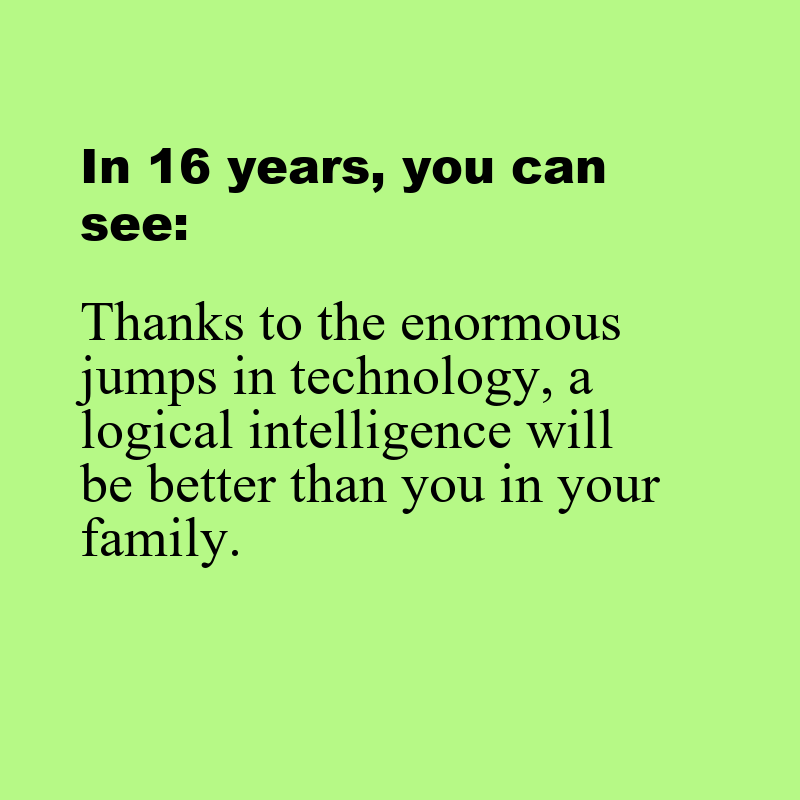 In 16 years, you can
see:
Thanks to the enormous
jumps in technology, a
logical intelligence will
be better than you in your
family.